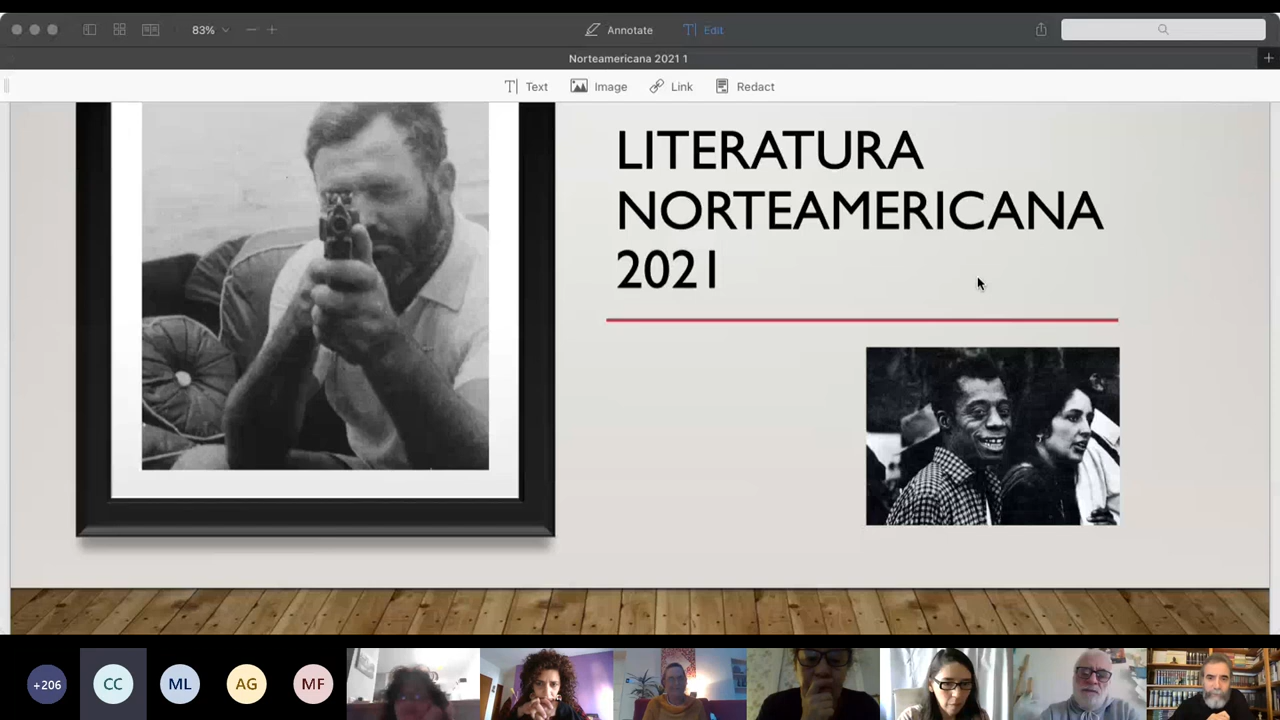 83%
Annotate
Edit
Norteamericana 2021 1
Text
Image
Link
Redact
LITERATURA
NORTEAMERICANA
2021
+206
CC
ML
AG
MF